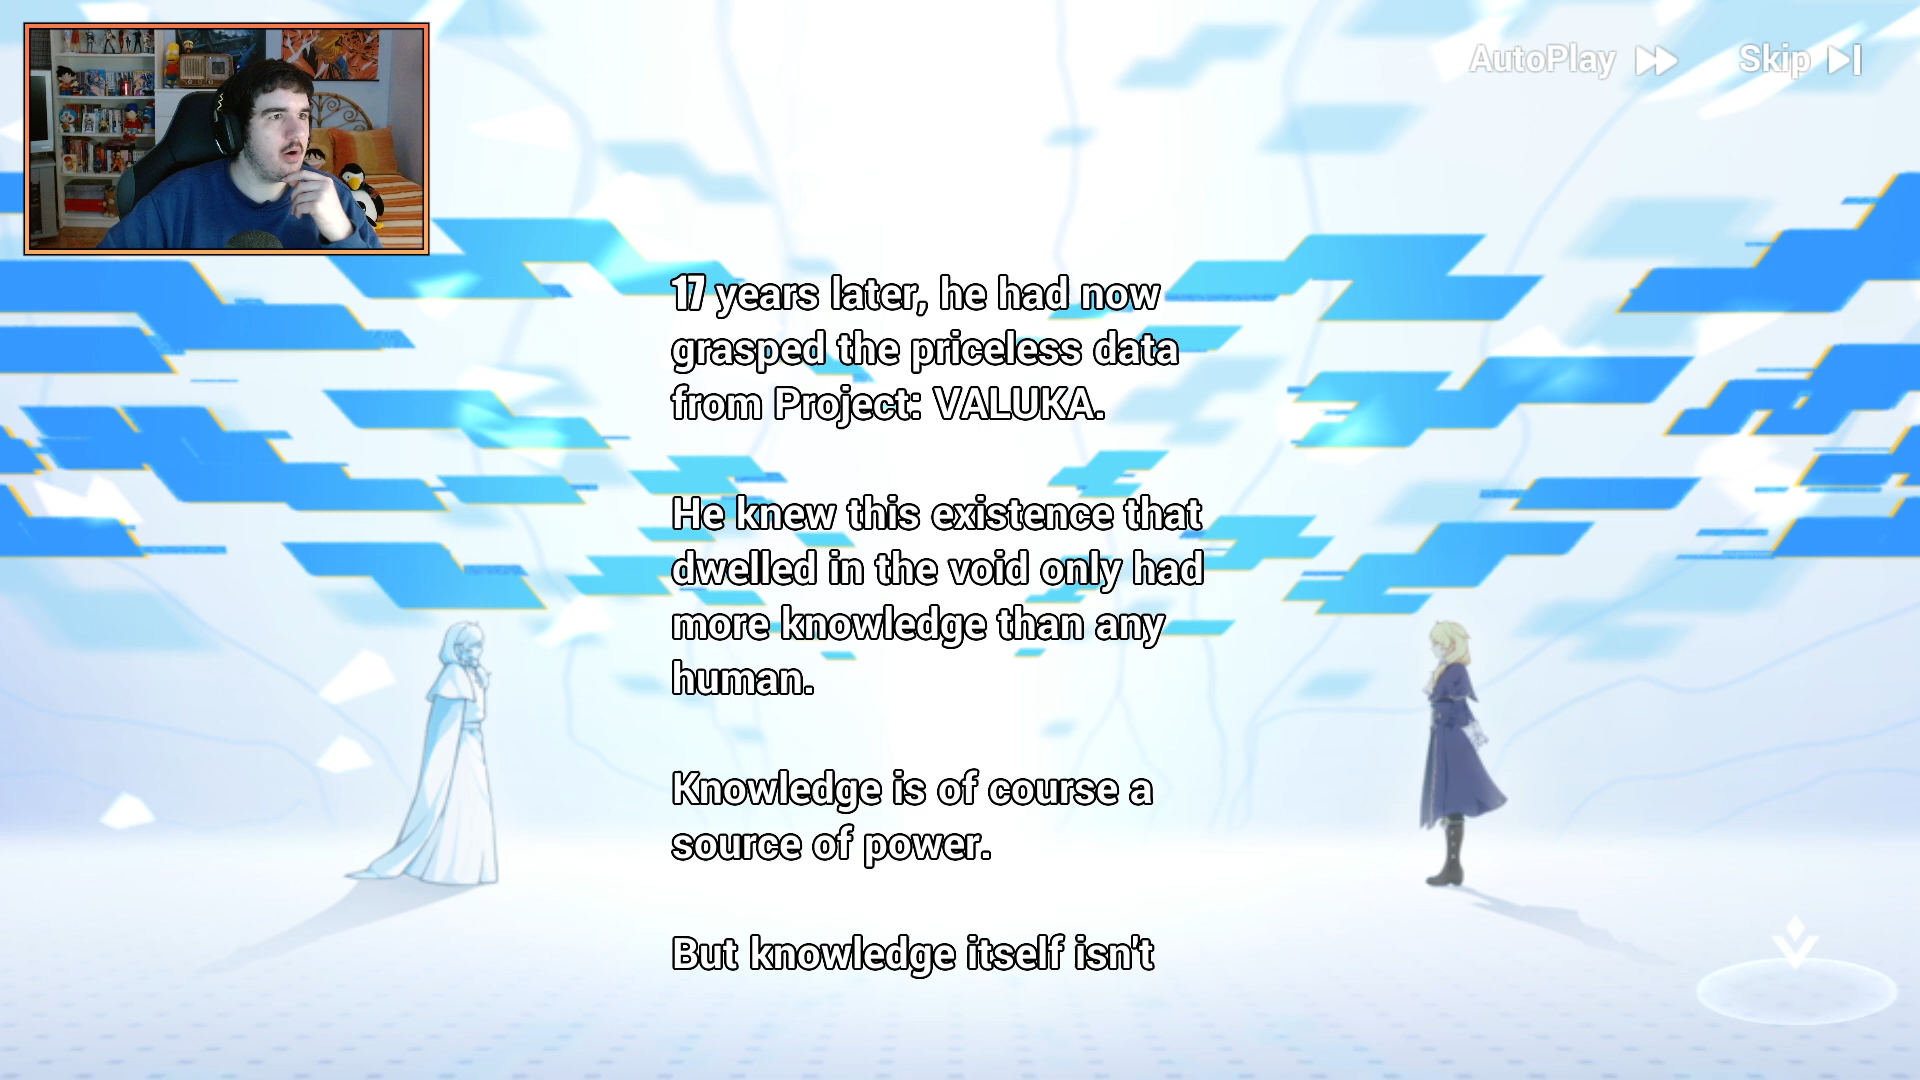 AutoPlay
Skip
17 years later, he had now
grasped the priceless data
from Project: VALUKA.
He knew this existence that
dwelled in the void only had
more knowledge than any
human.
Knowledge is of course a
source of power.
But knowledge itself isn't